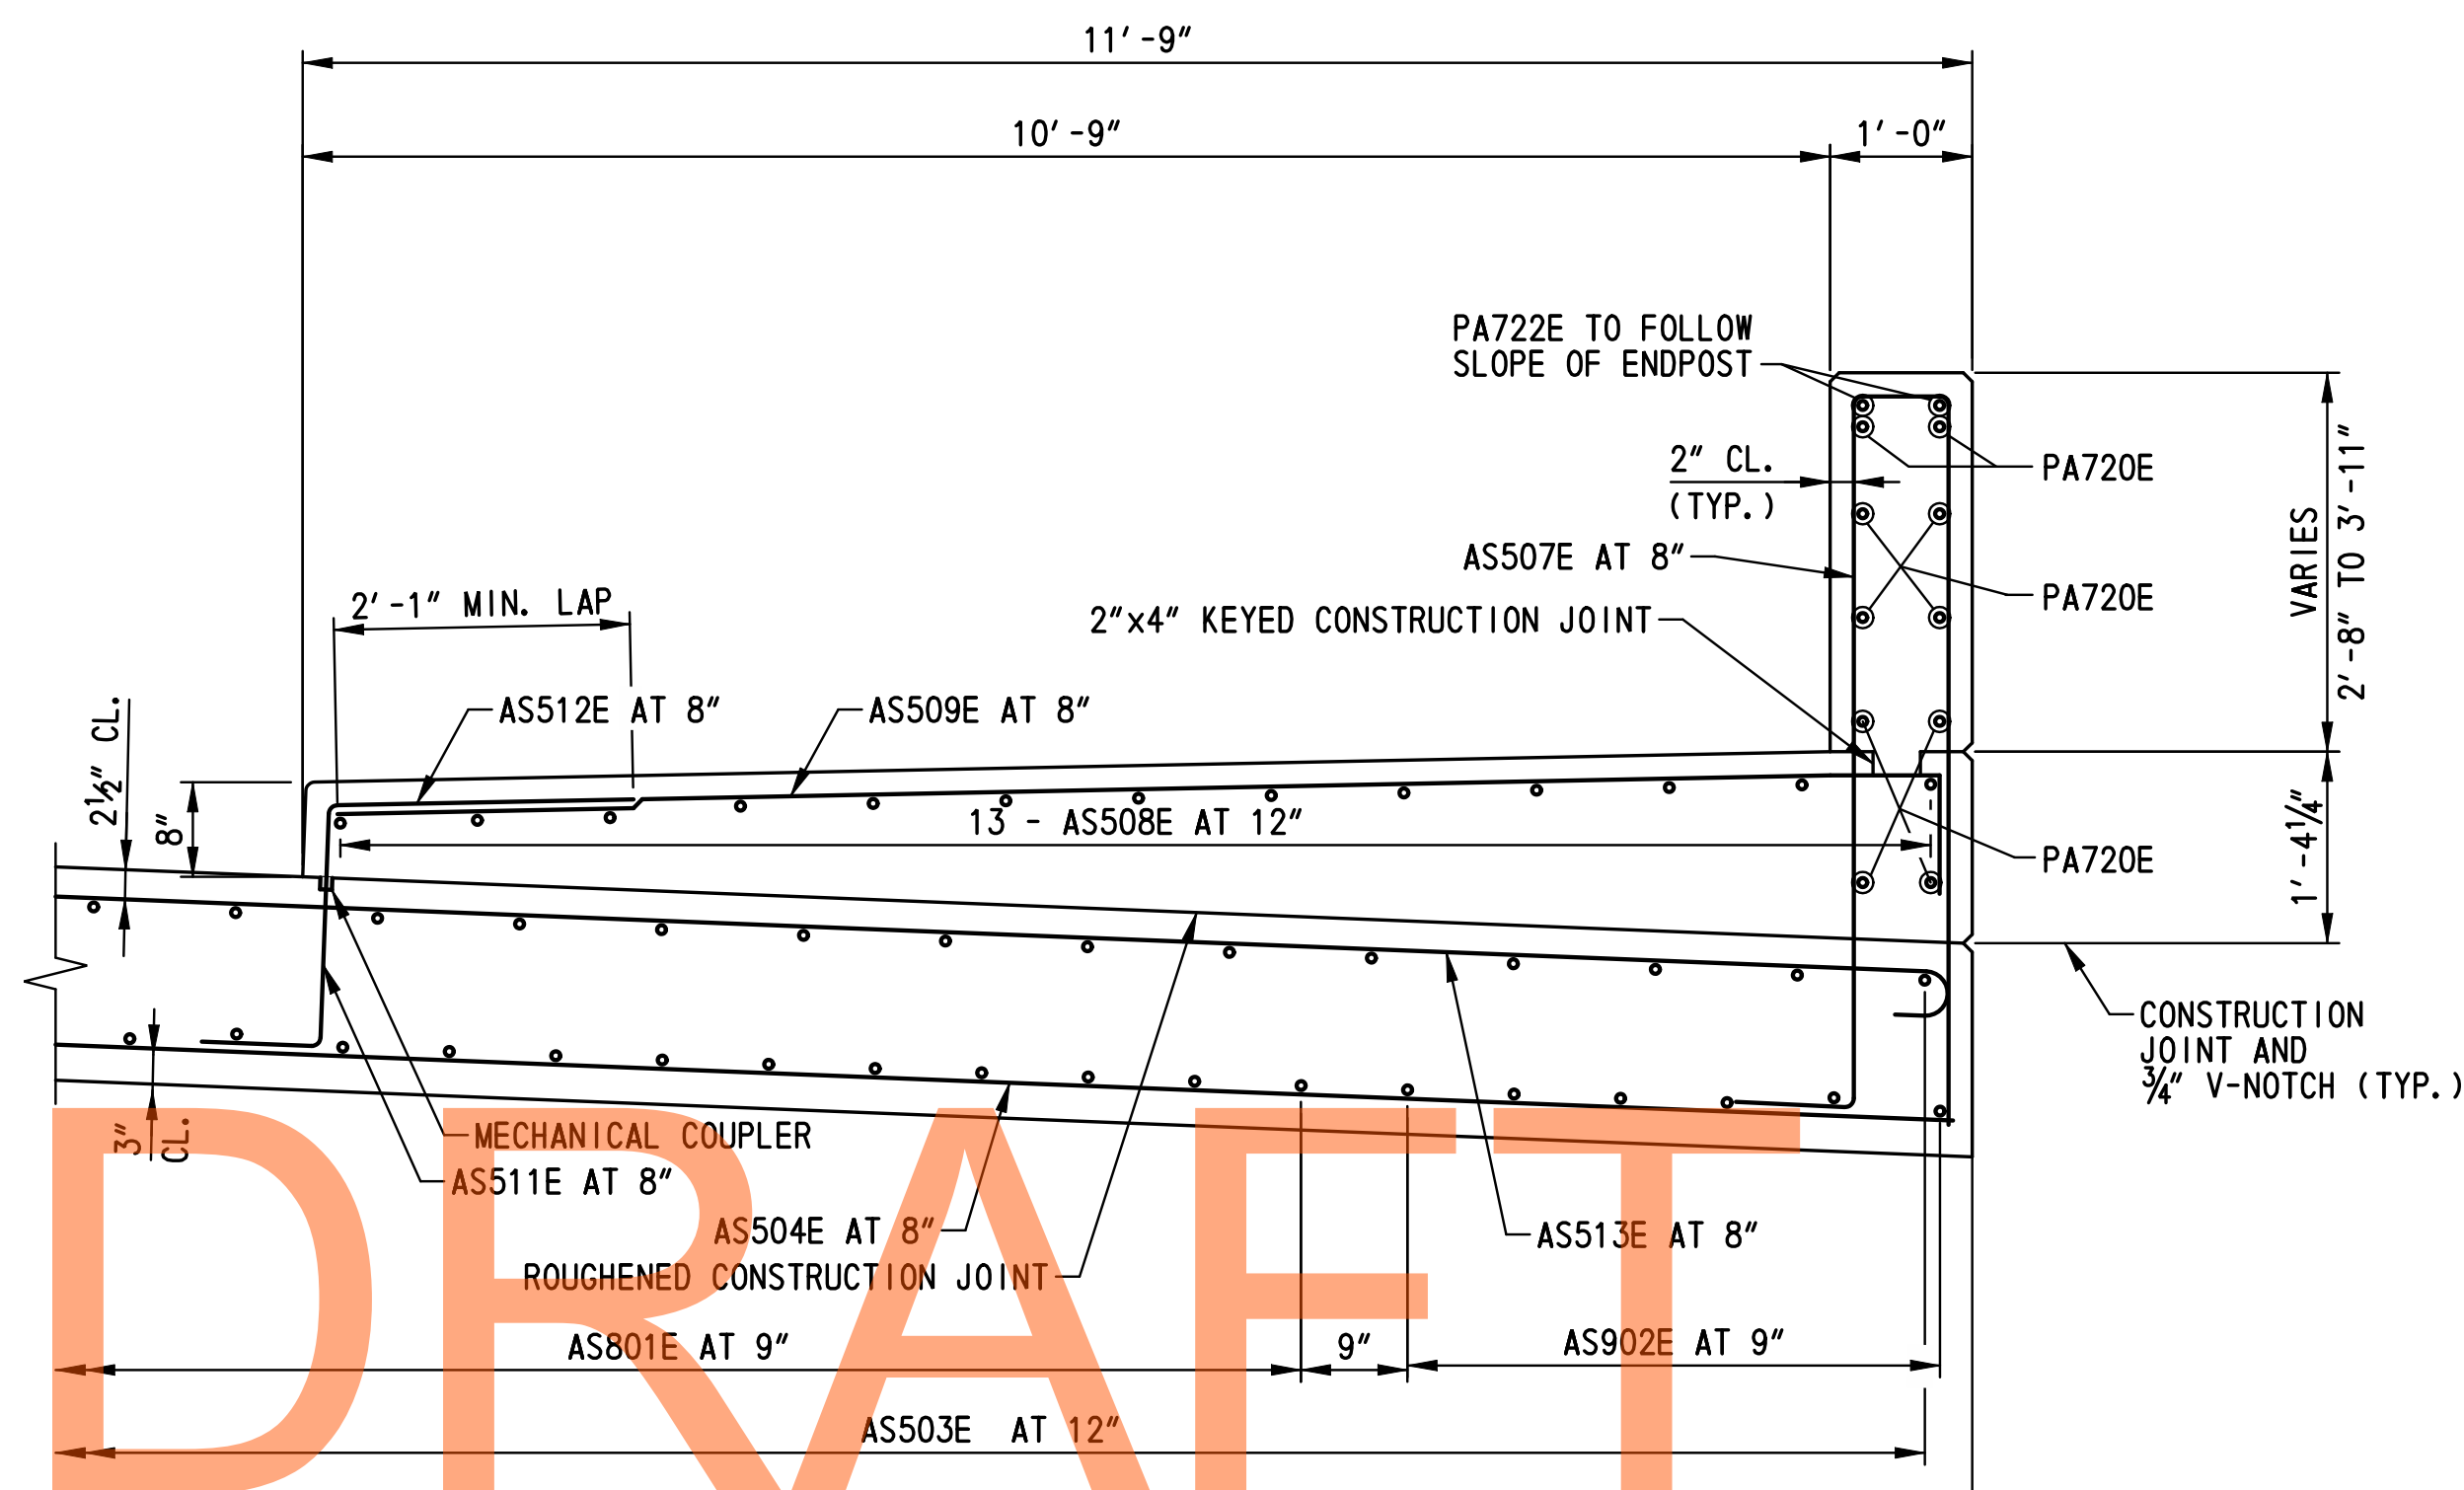 11'-9"
10'-9"
1'-0"
PA722E TO FOLLOW
SLOPE OF ENDPOST
2" CL.
(TYP.)
PA720E
AS507E AT 8"
PA720E
VARIES
2'-8" TO 3'-11"
2'-1" MIN. LAP
2"x4" KEYED CONSTRUCTION JOINT
AS512E AT 8"
AS509E AT 8"
2½" CL.
8"
13 - AS508E AT 12"
PA720E
1'-4¼"
CONSTRUCTION
JOINT AND
¾" V-NOTCH (TYP.)
3"
CL.
MECHANICAL COUPLER
AS511E AT 8"
AS504E AT 8"
AS513E AT 8"
ROUGHENED CONSTRUCTION JOINT
AS801E AT 9"
9"
AS902E AT 9"
AS503E AT 12"
DRAFT